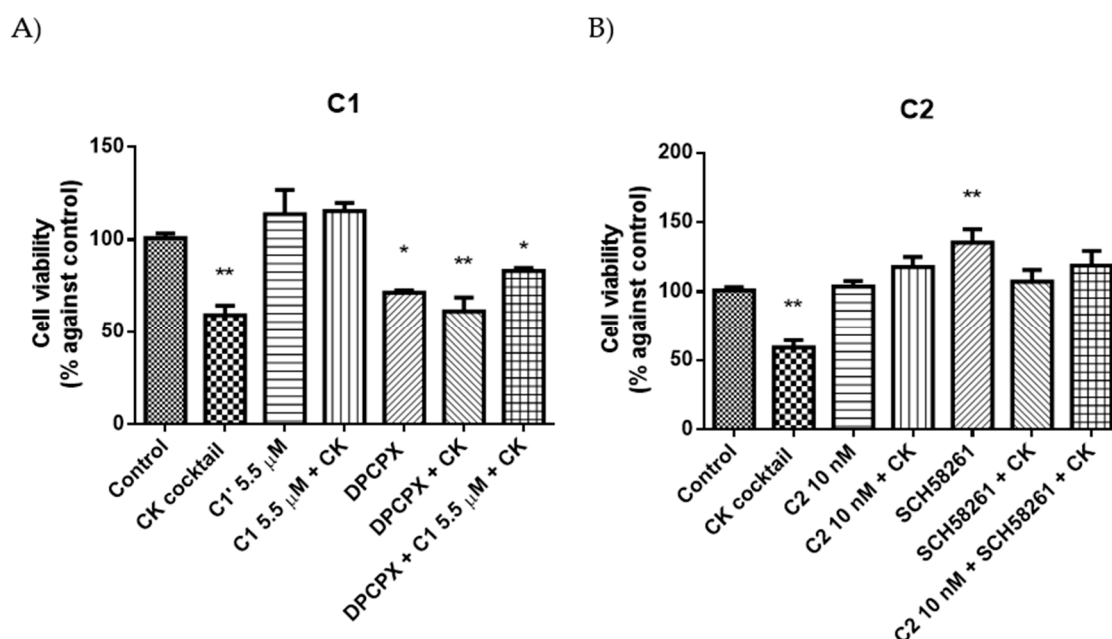 A)
C1
Cell viability
(% against control)
150
100
50
0
**
*
**
*
Control
CK cocktail
C1' 5.5 μM
C1 5.5 μM + CK
DPCPX
DPCPX + CK
DPCPX + C1 5.5 μM + CK
B)
C2
Cell viability
(% against control)
200
150
100
50
0
**
**
Control
CK cocktail
C2 10 nM
C2 10 nM + CK
SCH58261
SCH58261 + CK
C2 10 nM + SCH58261 + CK